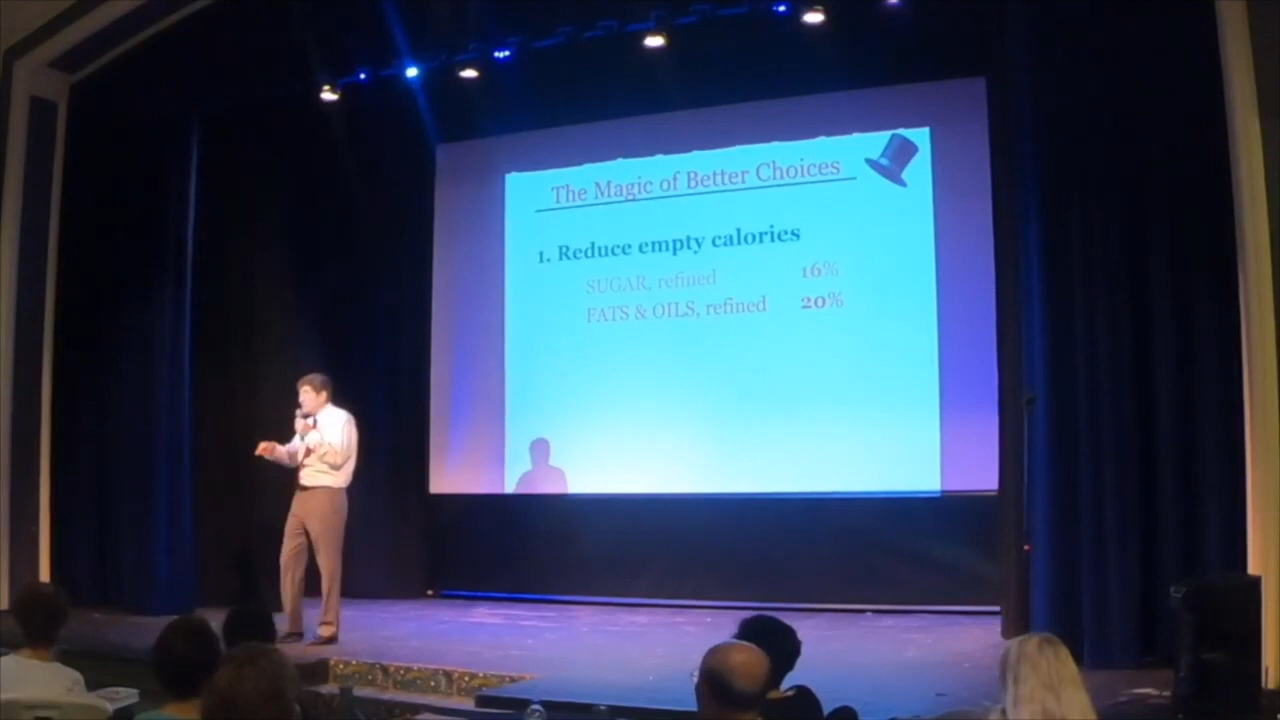 The Magic of Better Choices
1. Reduce empty calories
SUGAR, refined 16%
FATS & OILS, refined 20%